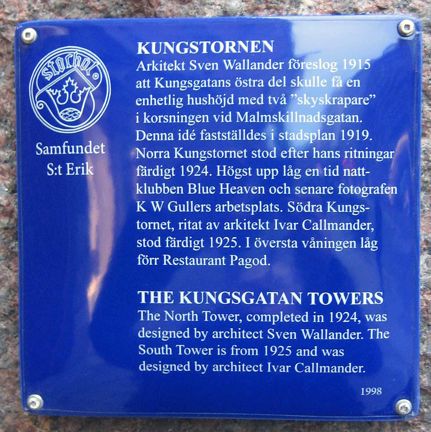 KUNGSTORNEN
Arkitekt Sven Wallander föreslog 1915
att Kungsgatans östra del skulle få en
enhetlig hushöjd med två ”skyskrapare”
i korsningen vid Malmskillnadsgatan.
Denna idé fastställdes i stadsplan 1919.
Norra Kungstornet stod efter hans ritningar
färdigt 1924. Högst upp låg en tid natt-
klubben Blue Heaven och senare fotografen
K W Gullers arbetsplats. Södra Kungs-
tornet, ritat av arkitekt Ivar Callmander,
stod färdigt 1925. I översta våningen låg
förr Restaurant Pagod.
THE KUNGSGATAN TOWERS
The North Tower, completed in 1924, was
designed by architect Sven Wallander. The
South Tower is from 1925 and was
designed by architect Ivar Callmander.
1998
Samfundet
S:t Erik